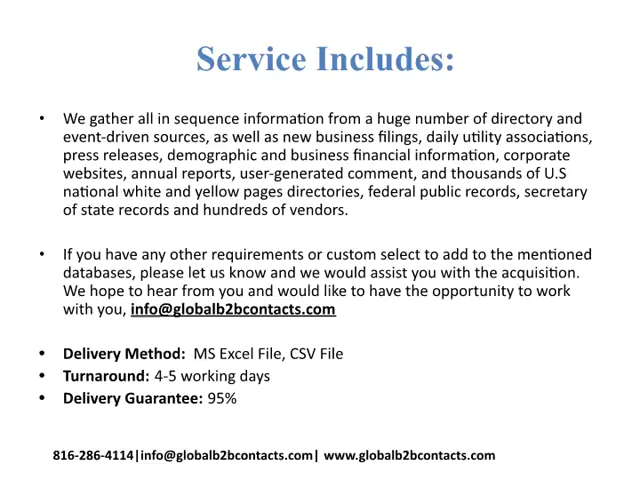 Service Includes:
• We gather all in sequence information from a huge number of directory and
event-driven sources, as well as new business filings, daily utility associations,
press releases, demographic and business financial information, corporate
websites, annual reports, user-generated comment, and thousands of U.S
national white and yellow pages directories, federal public records, secretary
of state records and hundreds of vendors.
• If you have any other requirements or custom select to add to the mentioned
databases, please let us know and we would assist you with the acquisition.
We hope to hear from you and would like to have the opportunity to work
with you, info@globalb2bcontacts.com
• Delivery Method: MS Excel File, CSV File
• Turnaround: 4-5 working days
• Delivery Guarantee: 95%
816-286-4114|info@globalb2bcontacts.com| www.globalb2bcontacts.com